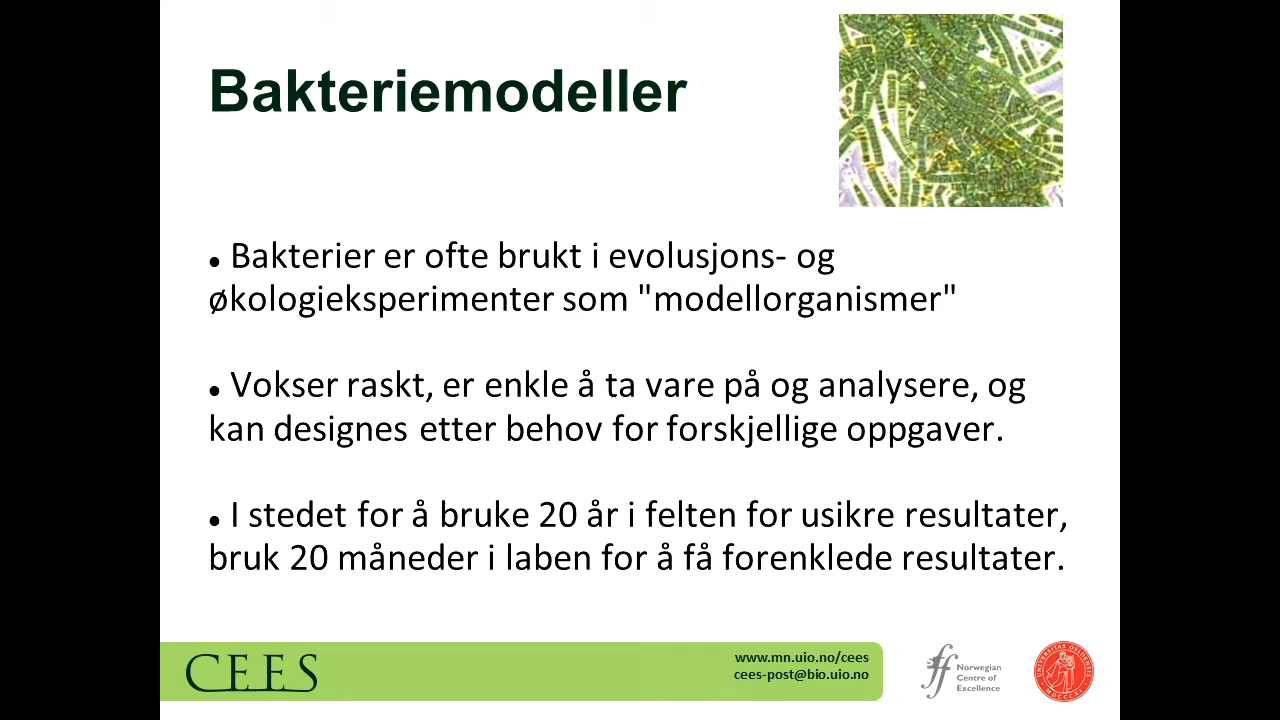 Bakteriemodeller
• Bakterier er ofte brukt i evolusjons- og
økologieksperimenter som "modellorganismer"
• Vokser raskt, er enkle å ta vare på og analysere, og
kan designes etter behov for forskjellige oppgaver.
• I stedet for å bruke 20 år i felten for usikre resultater,
bruk 20 måneder i laben for å få forenklede resultater.
CEES
www.mn.uio.no/cees
cees-post@bio.uio.no
Norwegian
Centre of
Excellence
UNIVERSITAS OSLOENSIS
MDCCCXI